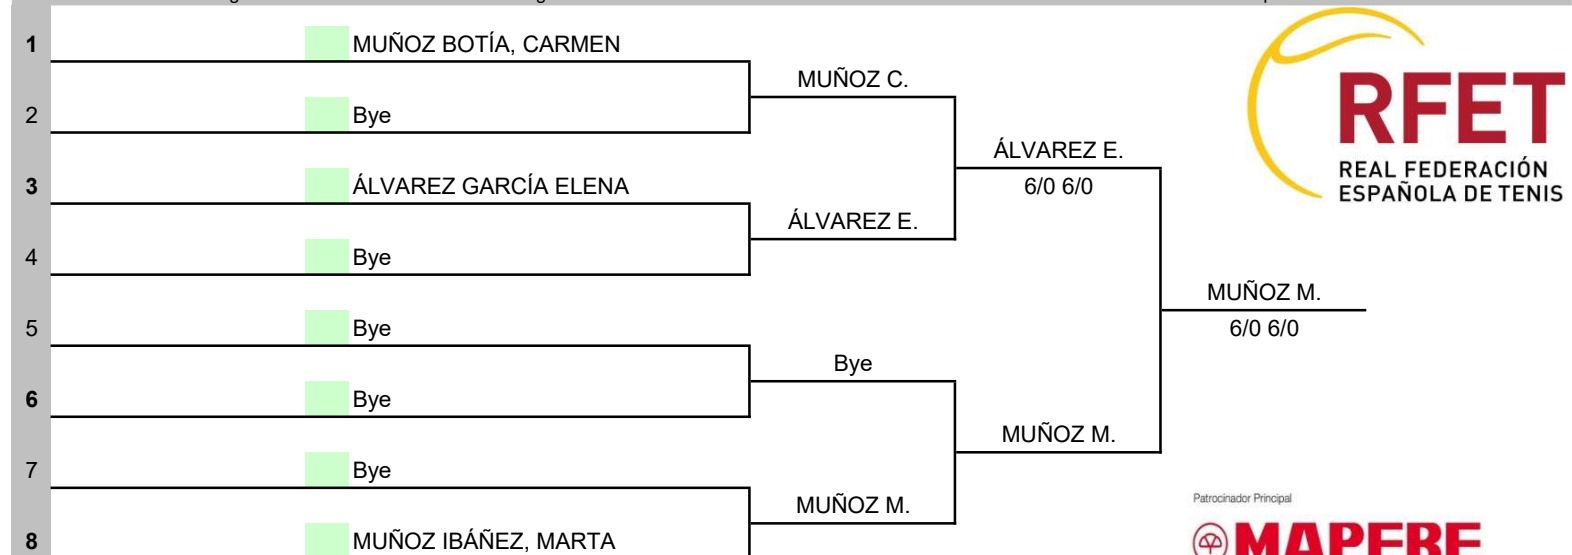 1 MUÑOZ BOTÍA, CARMEN
MUÑOZ C.
2 Bye
ÁLVAREZ E.
6/0 6/0
3 ÁLVAREZ GARCÍA ELENA
ÁLVAREZ E.
4 Bye
MUÑOZ M.
6/0 6/0
5 Bye
Bye
6 Bye
MUÑOZ M.
7 Bye
MUÑOZ M.
8 MUÑOZ IBÁÑEZ, MARTA
RFET
REAL FEDERACIÓN
ESPAÑOLA DE TENIS
Patrocinador Principal
MAPFRE